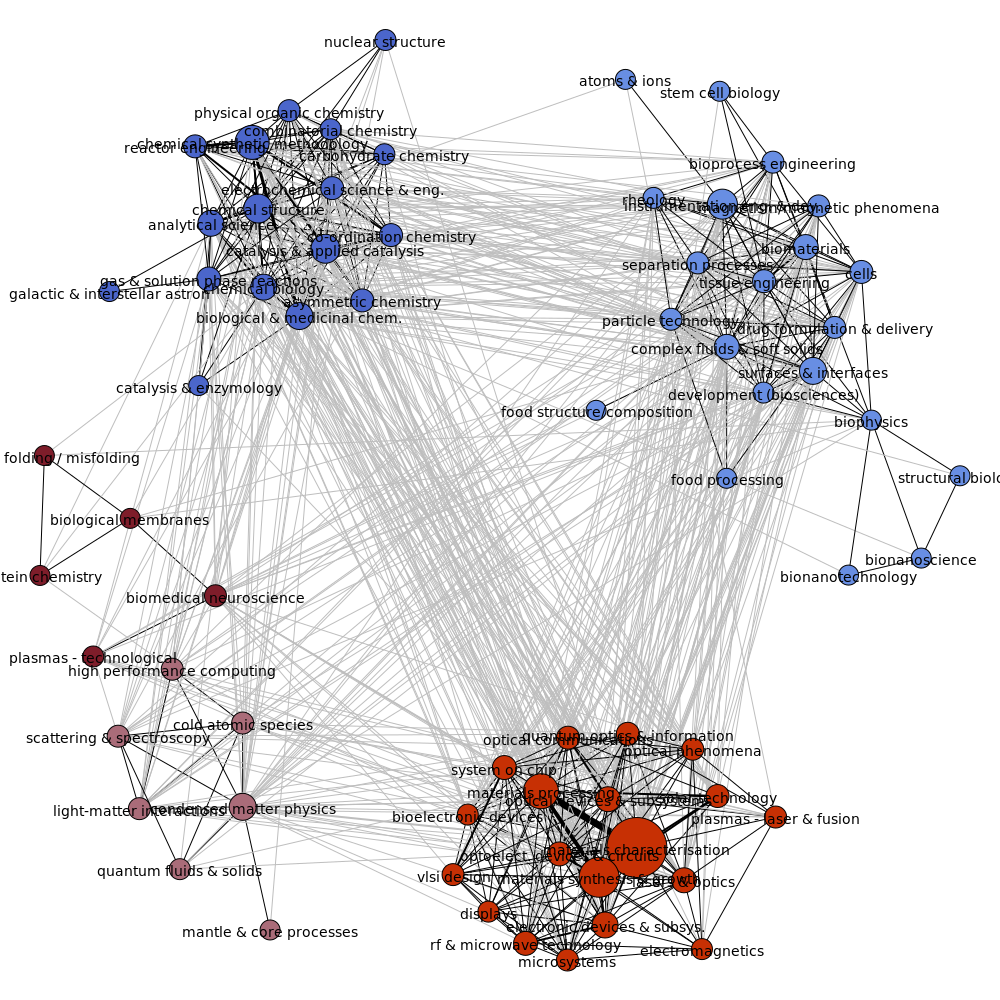 nuclear structure
atoms & ions
stem cell biology
physical organic chemistry
combinatorial chemistry
chemical synthetic methodology
reactor engineering
carbohydrate chemistry
bioprocess engineering
electrochemical science & eng.
rheology
instrumentation eng. & dev.
magnetism/magnetic phenomena
chemical structure
analytical science
co-ordination chemistry
catalysis & applied catalysis
biomaterials
separation processes
cells
tissue engineering
gas & solution phase reactions
chemical biology
galactic & interstellar astron.
asymmetric chemistry
biological & medicinal chem.
particle technology
drug formulation & delivery
complex fluids & soft solids
surfaces & interfaces
catalysis & enzymology
development (biosciences)
food structure/composition
biophysics
folding / misfolding
food processing
structural biolo
biological membranes
bionanoscience
tein chemistry
bionanotechnology
biomedical neuroscience
plasmas - technological
high performance computing
cold atomic species
scattering & spectroscopy
quantum optics & information
optical communications
optical phenomena
system on chip
materials processing
optical devices & subsystems
light-matter interactions
condensed matter physics
bioelectronic devices
plasmas - laser & fusion
materials characterisation
optoelect. devices & circuits
quantum fluids & solids
vlsi design
materials synthesis & growth
lasers & optics
displays
electronic devices & subsys.
mantle & core processes
rf & microwave technology
electromagnetics
microsystems